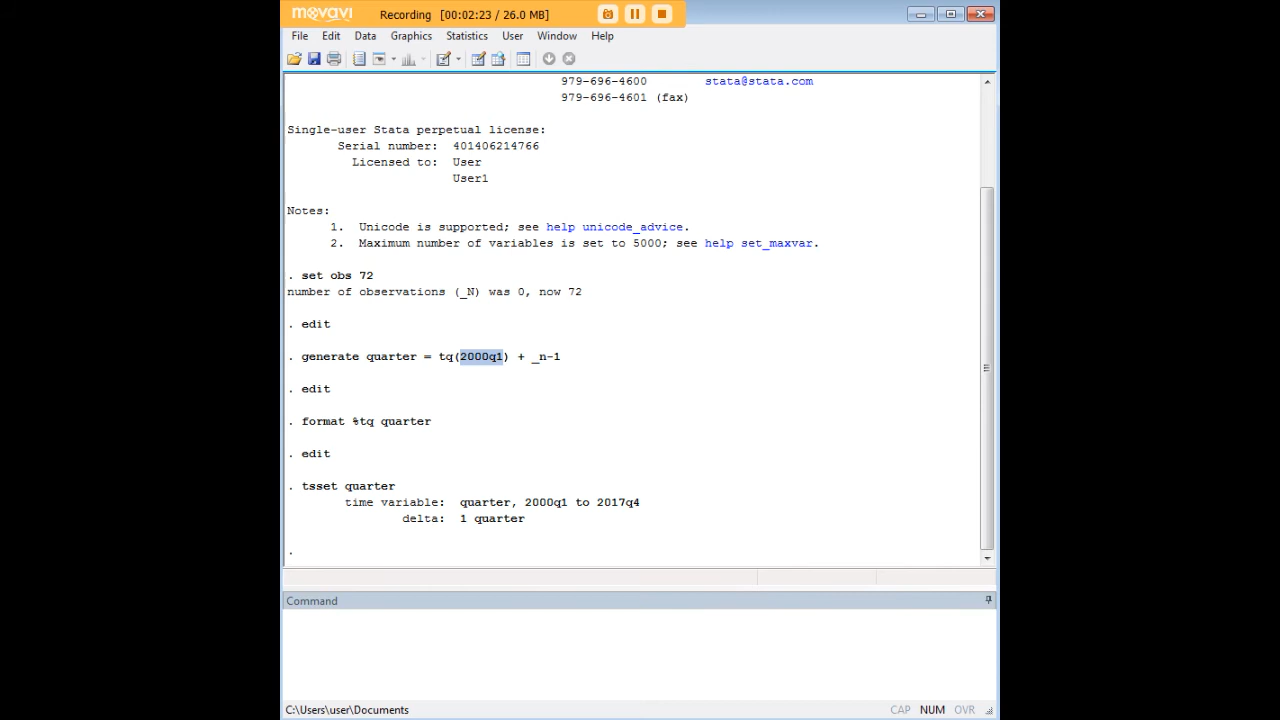 movavi Recording [00:02:23 / 26.0 MB]
File Edit Data Graphics Statistics User Window Help
979-696-4600 stata@stata.com
979-696-4601 (fax)
Single-user Stata perpetual license:
Serial number: 401406214766
Licensed to: User
User1
Notes:
1. Unicode is supported; see help unicode_advice.
2. Maximum number of variables is set to 5000; see help set_maxvar.
. set obs 72
number of observations (_N) was 0, now 72
. edit
. generate quarter = tq(2000q1) + _n-1
. edit
. format %tq quarter
. edit
. tsset quarter
time variable: quarter, 2000q1 to 2017q4
delta: 1 quarter
.
Command
C:\Users\user\Documents CAP NUM OVR